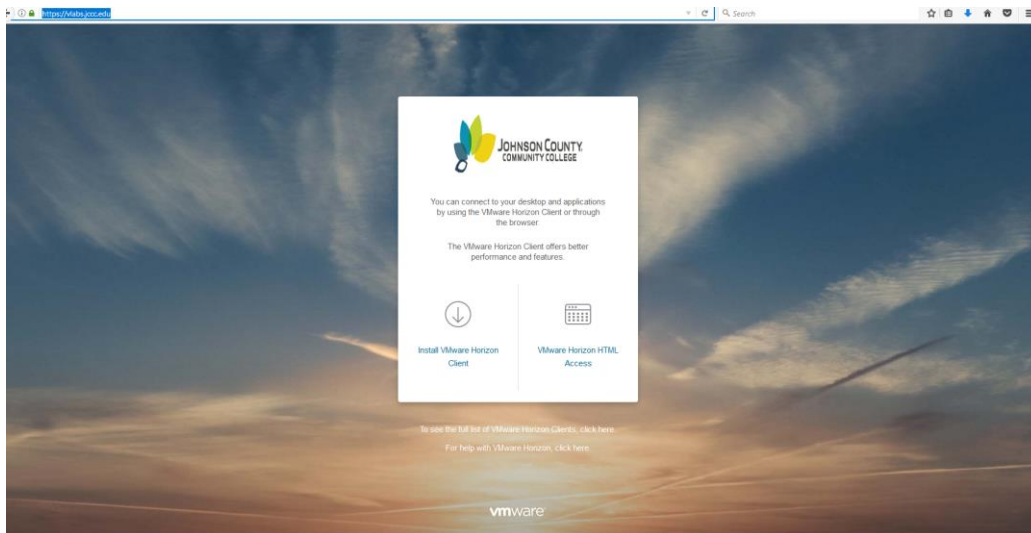 https://vlabs.jccc.edu
Search
JOHNSON COUNTY
COMMUNITY COLLEGE
You can connect to your desktop and applications
by using the VMware Horizon Client or through
the browser.
The VMware Horizon Client offers better
performance and features.
Install VMware Horizon
Client
VMware Horizon HTML
Access
To see the full list of VMware Horizon Clients, click here.
For help with VMware Horizon, click here.
vmware